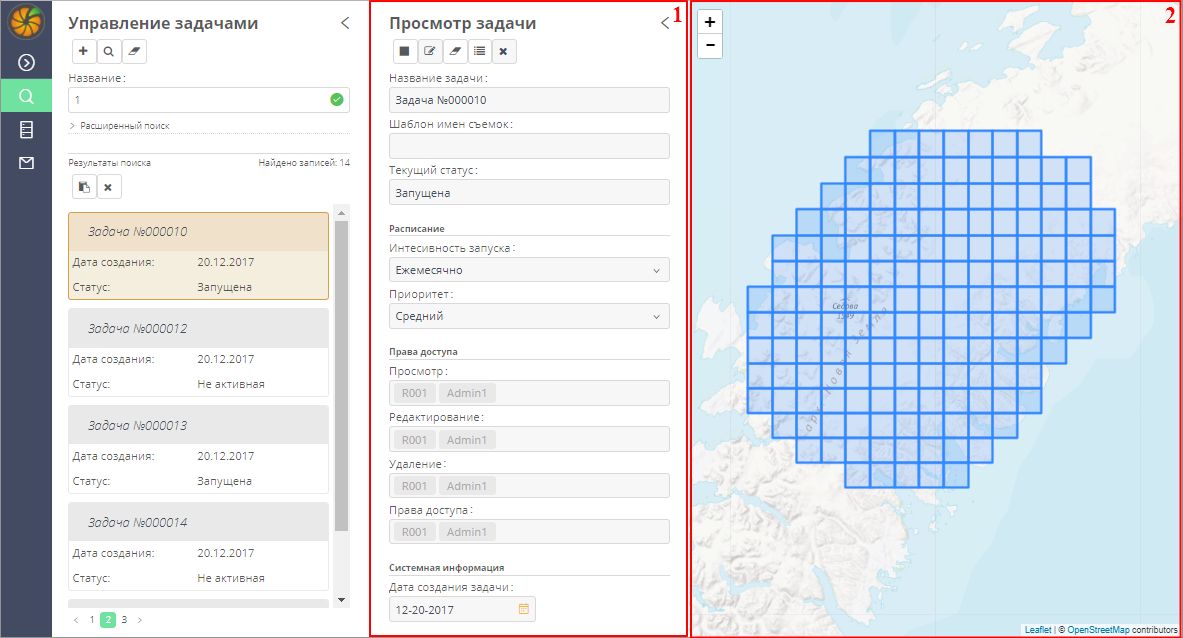 Управление задачами
Название:
1
Расширенный поиск
Результаты поиска
Найдено записей: 14
Задача №000010
Дата создания: 20.12.2017
Статус: Запущена
Задача №000012
Дата создания: 20.12.2017
Статус: Не активная
Задача №000013
Дата создания: 20.12.2017
Статус: Запущена
Задача №000014
Дата создания: 20.12.2017
Статус: Не активная
< 1 2 3 >
Просмотр задачи
1
Название задачи:
Задача №000010
Шаблон имен съемок:
Текущий статус:
Запущена
Расписание
Интесивность запуска:
Ежемесячно
Приоритет:
Средний
Права доступа
Просмотр:
R001 Admin1
Редактирование:
R001 Admin1
Удаление:
R001 Admin1
Права доступа:
R001 Admin1
Системная информация
Дата создания задачи:
12-20-2017
2
+
−
Седова
1549
Новой Земли
Leaflet | © OpenStreetMap contributors